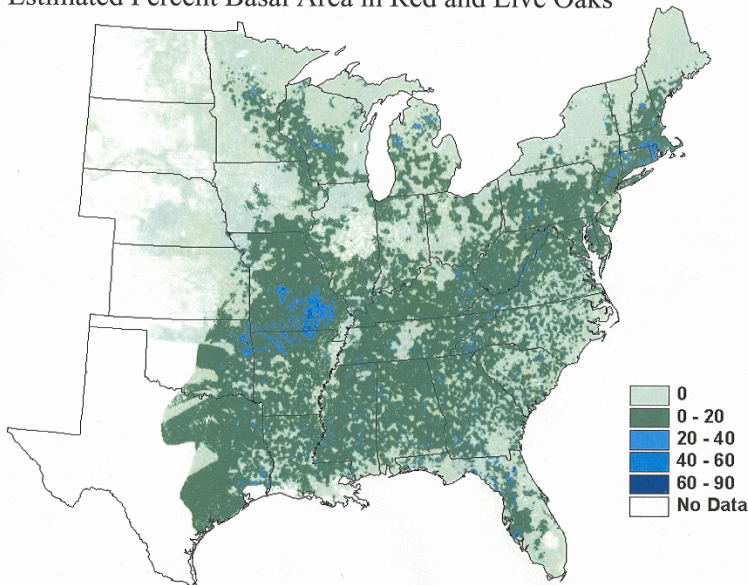 Estimated Percent Basal Area in Red and Live Oaks
0
0 - 20
20 - 40
40 - 60
60 - 90
No Data